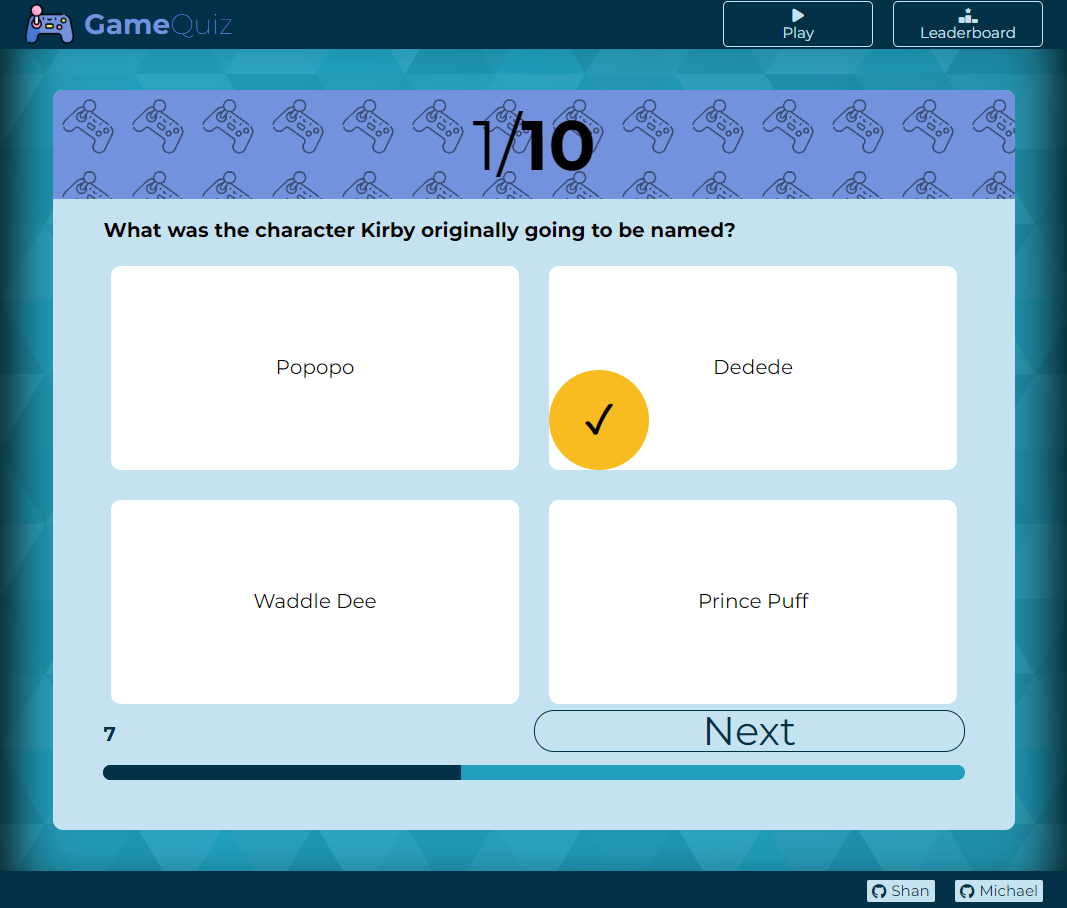 GameQuiz
Play
Leaderboard
1/10
What was the character Kirby originally going to be named?
Popopo
Dedede
✓
Waddle Dee
Prince Puff
7
Next
Shan
Michael